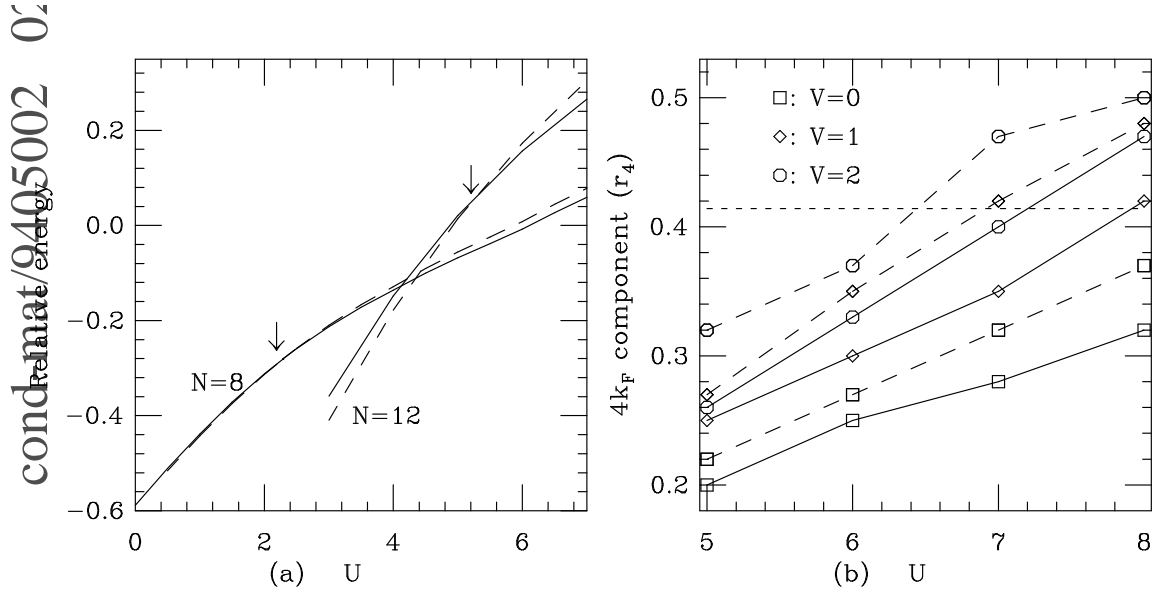 cond-mat/9405002 02
Relative energy
0.2
0.0
−0.2
−0.4
−0.6
0 2 4 6
N=8
N=12
(a) U
4k_F component (r_4)
0.5
0.4
0.3
0.2
5 6 7 8
□: V=0
◇: V=1
○: V=2
(b) U